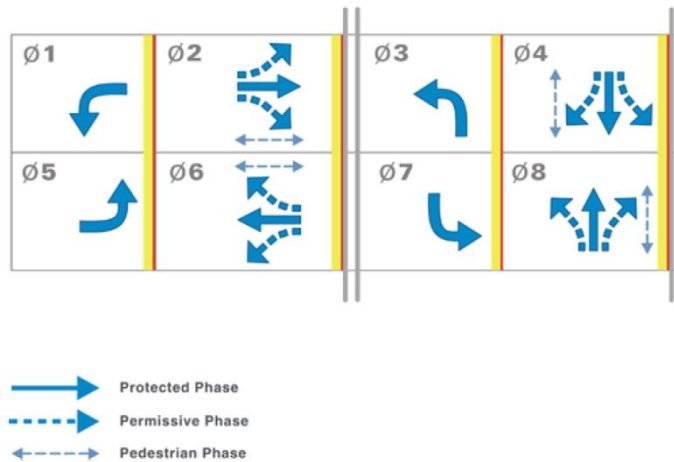 Ø1
Ø2
Ø3
Ø4
Ø5
Ø6
Ø7
Ø8
Protected Phase
Permissive Phase
Pedestrian Phase